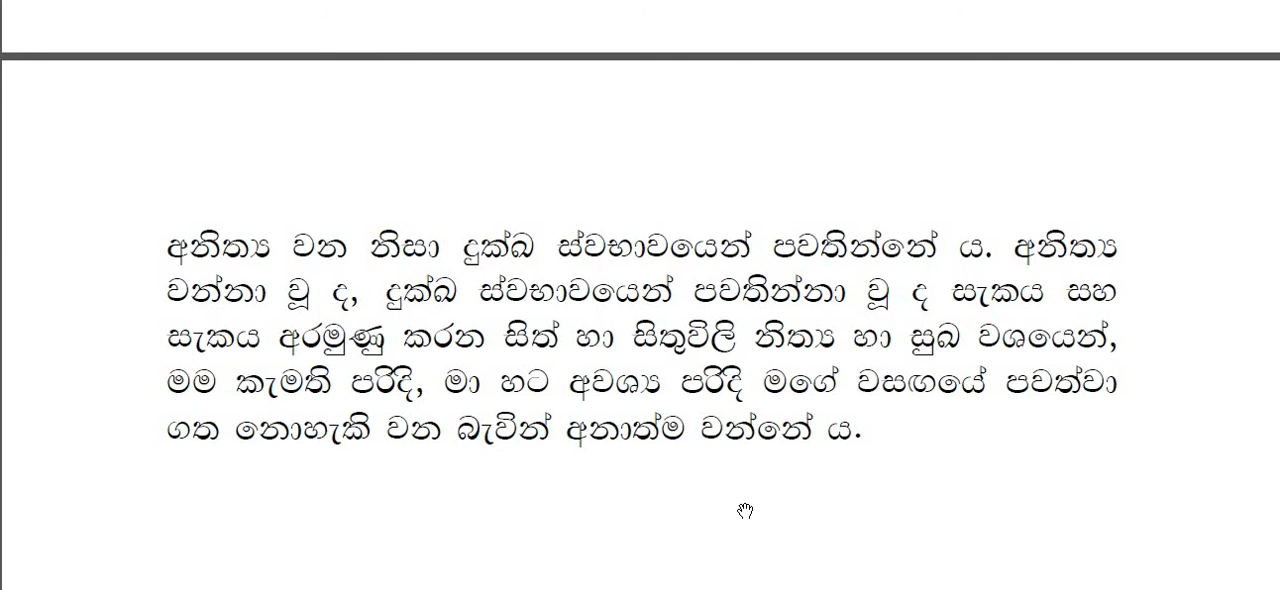 අනිත්‍ය වන නිසා දුක්ඛ ස්වභාවයෙන් පවතින්නේ ය. අනිත්‍ය
වන්නා වූ ද, දුක්ඛ ස්වභාවයෙන් පවතින්නා වූ ද සැකය සහ
සැකය අරමුණු කරන සිත් හා සිතුවිලි නිත්‍ය හා සුඛ වශයෙන්,
මම කැමති පරිදි, මා හට අවශ්‍ය පරිදි මගේ වසඟයේ පවත්වා
ගත නොහැකි වන බැවින් අනාත්ම වන්නේ ය.